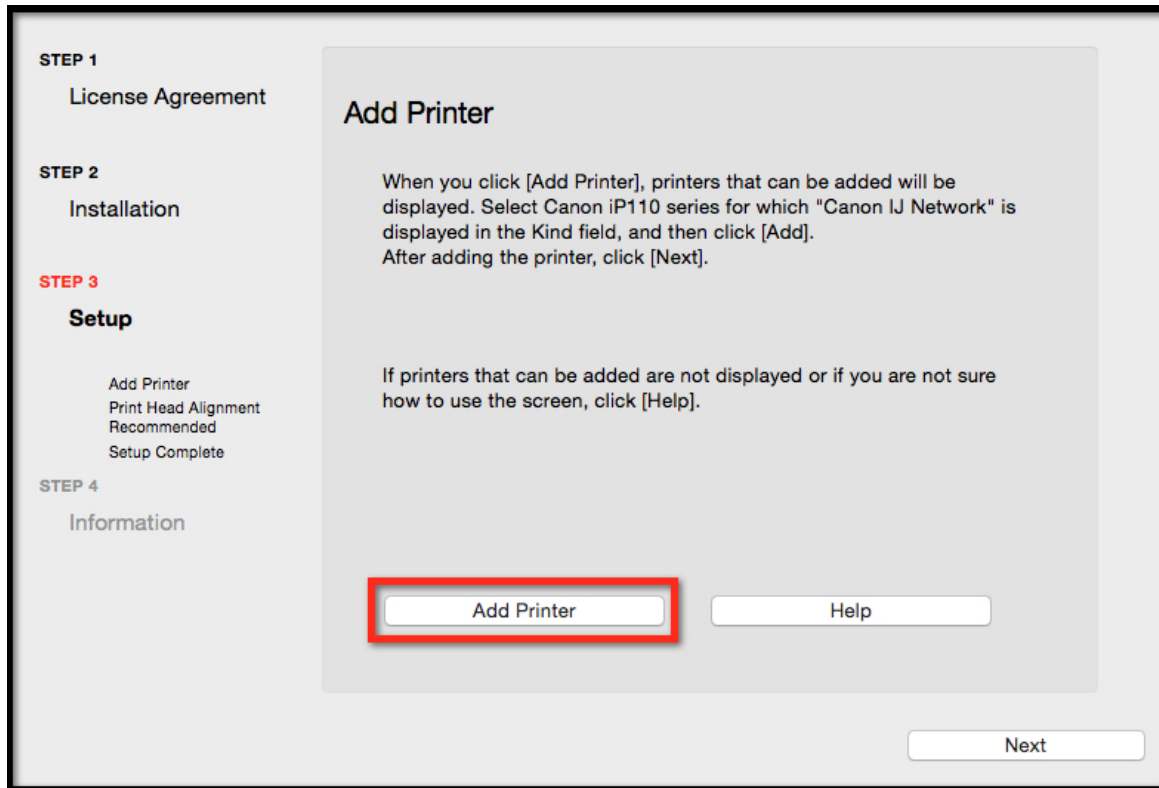 STEP 1
License Agreement
STEP 2
Installation
STEP 3
Setup
Add Printer
Print Head Alignment
Recommended
Setup Complete
STEP 4
Information
Add Printer
When you click [Add Printer], printers that can be added will be
displayed. Select Canon iP110 series for which "Canon IJ Network" is
displayed in the Kind field, and then click [Add].
After adding the printer, click [Next].
If printers that can be added are not displayed or if you are not sure
how to use the screen, click [Help].
Add Printer
Help
Next